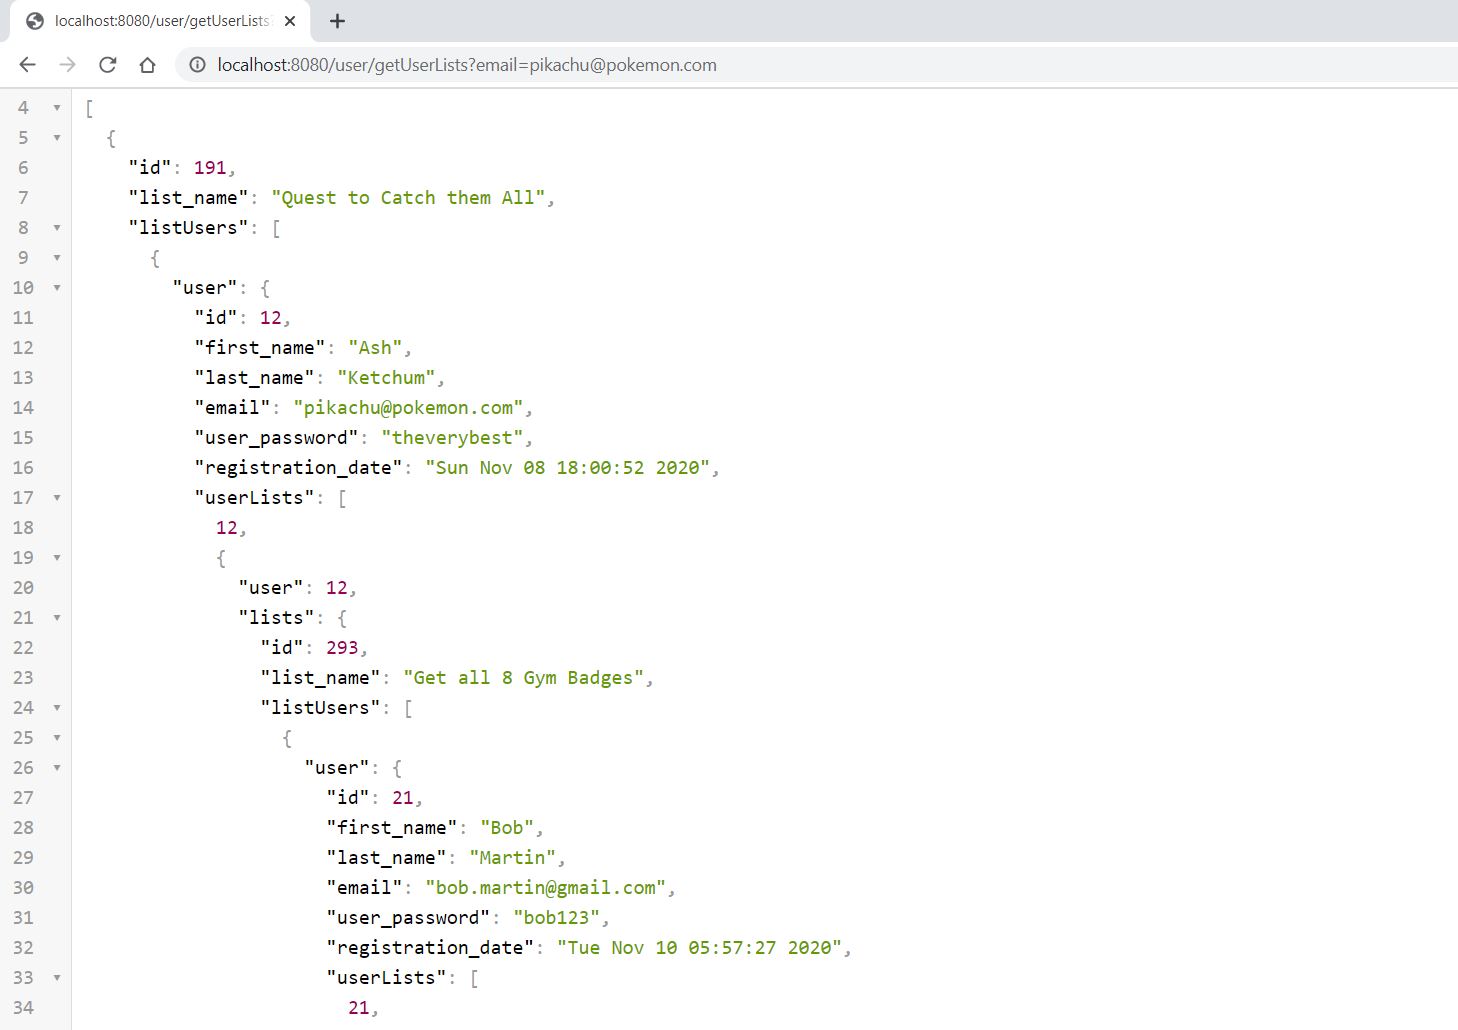 localhost:8080/user/getUserLists
localhost:8080/user/getUserLists?email=pikachu@pokemon.com
4 [
5 {
6 "id": 191,
7 "list_name": "Quest to Catch them All",
8 "listUsers": [
9 {
10 "user": {
11 "id": 12,
12 "first_name": "Ash",
13 "last_name": "Ketchum",
14 "email": "pikachu@pokemon.com",
15 "user_password": "theverybest",
16 "registration_date": "Sun Nov 08 18:00:52 2020",
17 "userLists": [
18 12,
19 {
20 "user": 12,
21 "lists": {
22 "id": 293,
23 "list_name": "Get all 8 Gym Badges",
24 "listUsers": [
25 {
26 "user": {
27 "id": 21,
28 "first_name": "Bob",
29 "last_name": "Martin",
30 "email": "bob.martin@gmail.com",
31 "user_password": "bob123",
32 "registration_date": "Tue Nov 10 05:57:27 2020",
33 "userLists": [
34 21,